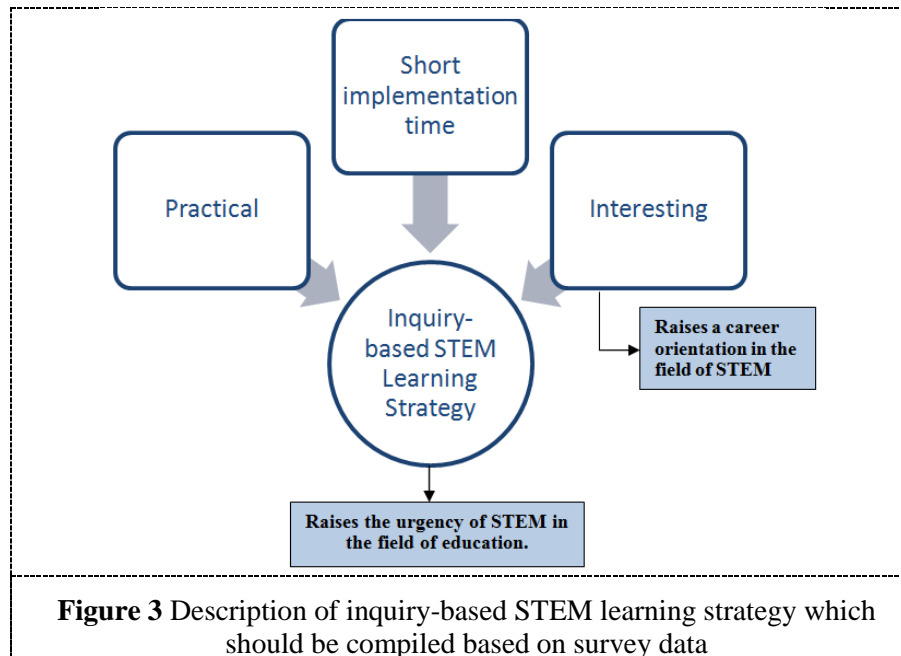 Short
implementation
time
Practical
Interesting
Inquiry-
based STEM
Learning
Strategy
Raises a career
orientation in the
field of STEM
Raises the urgency of STEM in
the field of education.
Figure 3 Description of inquiry-based STEM learning strategy which
should be compiled based on survey data